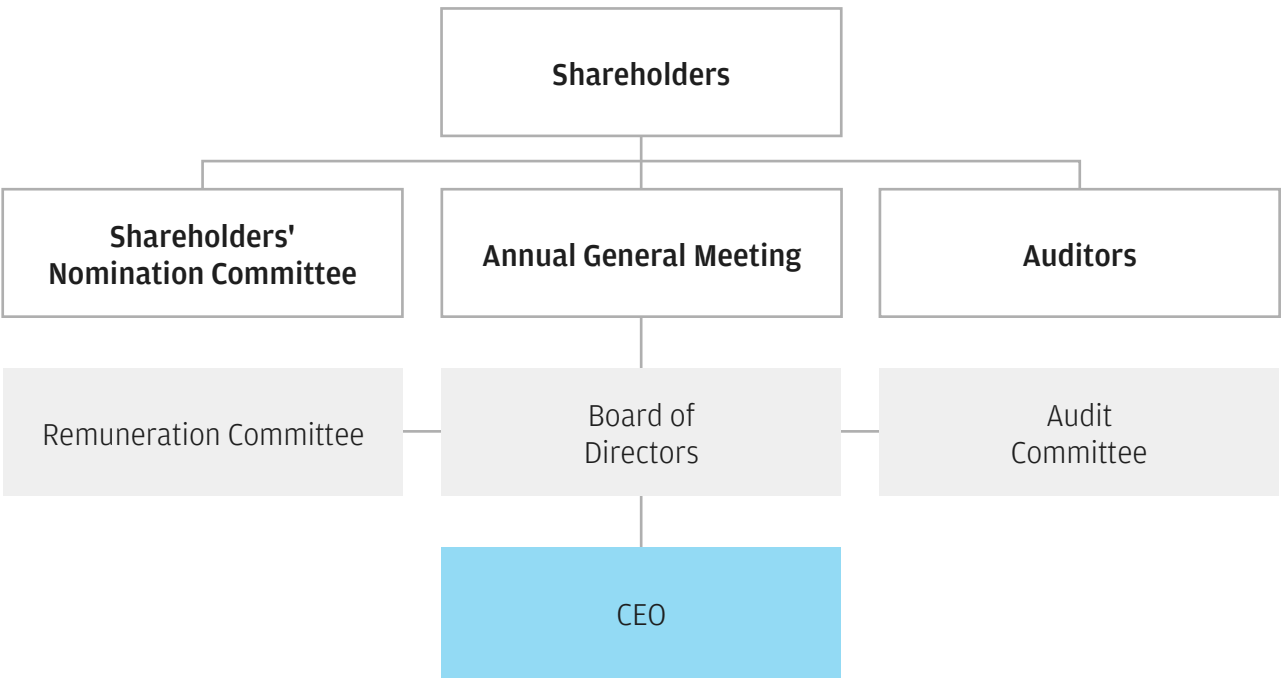 Shareholders
Shareholders'
Nomination Committee
Annual General Meeting
Auditors
Remuneration Committee
Board of
Directors
Audit
Committee
CEO